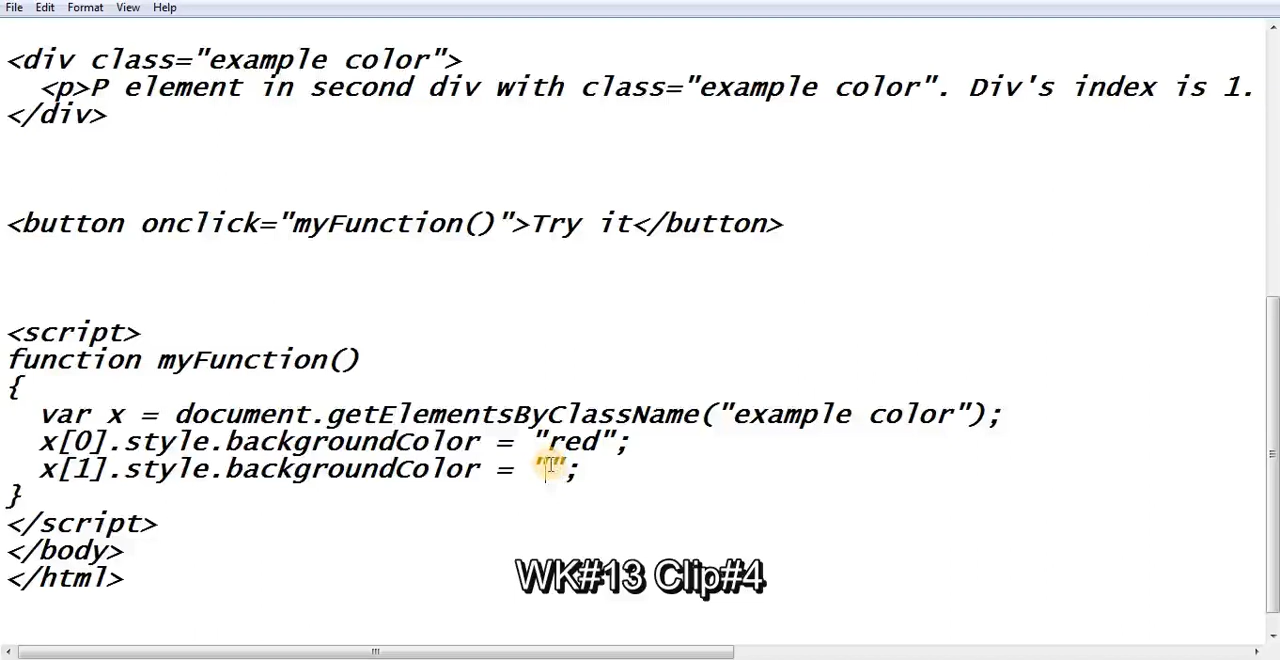 File Edit Format View Help
<div class="example color">
<p>P element in second div with class="example color". Div's index is 1.
</div>
<button onclick="myFunction()">Try it</button>
<script>
function myFunction()
{
var x = document.getElementsByClassName("example color");
x[0].style.backgroundColor = "red";
x[1].style.backgroundColor = "";
}
</script>
</body>
</html>
WK#13 Clip#4